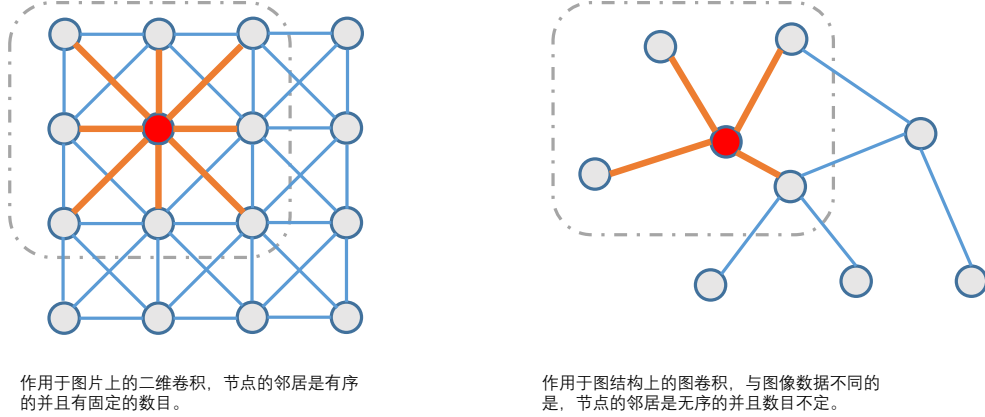 作用于图片上的二维卷积，节点的邻居是有序
的并且有固定的数目。
作用于图结构上的图卷积，与图像数据不同的
是，节点的邻居是无序的并且数目不定。